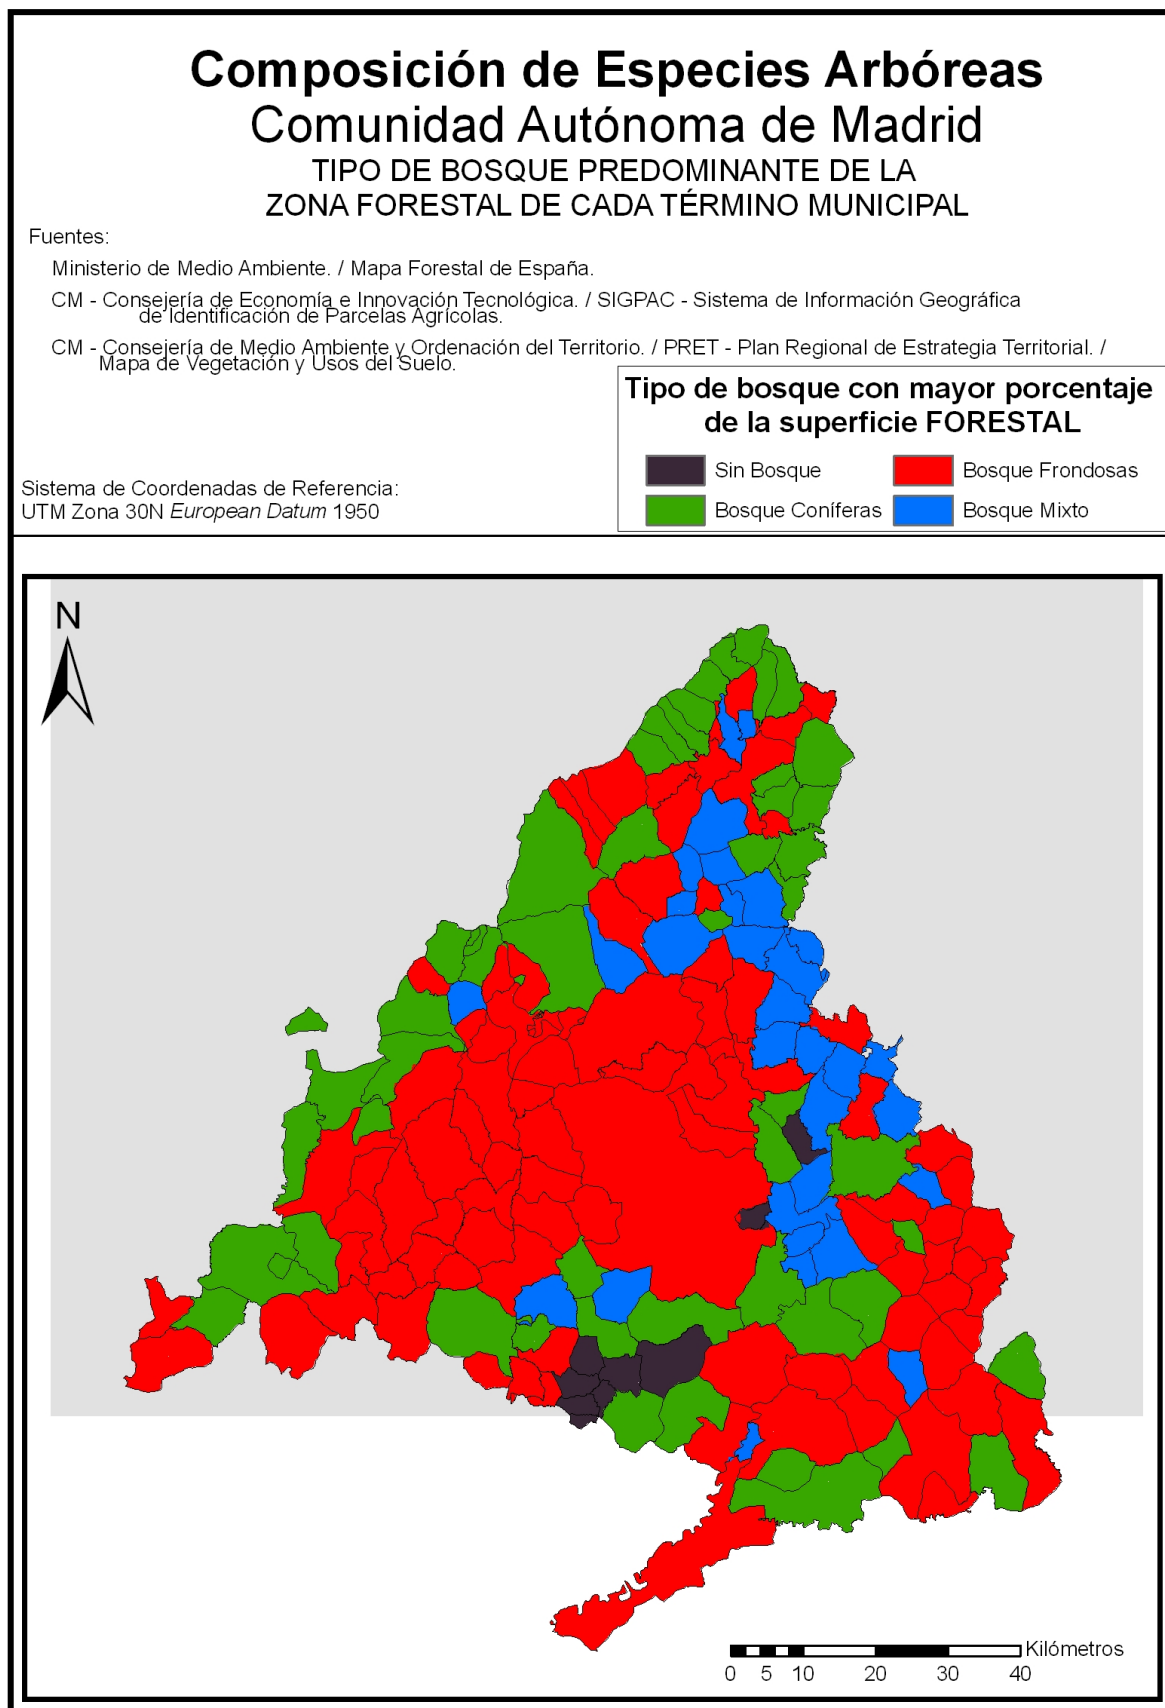 Composición de Especies Arbóreas
Comunidad Autónoma de Madrid
TIPO DE BOSQUE PREDOMINANTE DE LA
ZONA FORESTAL DE CADA TÉRMINO MUNICIPAL
Fuentes:
Ministerio de Medio Ambiente. / Mapa Forestal de España.
CM - Consejería de Economía e Innovación Tecnológica. / SIGPAC - Sistema de Información Geográfica
de Identificación de Parcelas Agrícolas.
CM - Consejería de Medio Ambiente y Ordenación del Territorio. / PRET - Plan Regional de Estrategia Territorial. /
Mapa de Vegetación y Usos del Suelo.
Tipo de bosque con mayor porcentaje
de la superficie FORESTAL
Sin Bosque
Bosque Frondosas
Bosque Coníferas
Bosque Mixto
Sistema de Coordenadas de Referencia:
UTM Zona 30N European Datum 1950
N
Kilómetros
0 5 10 20 30 40